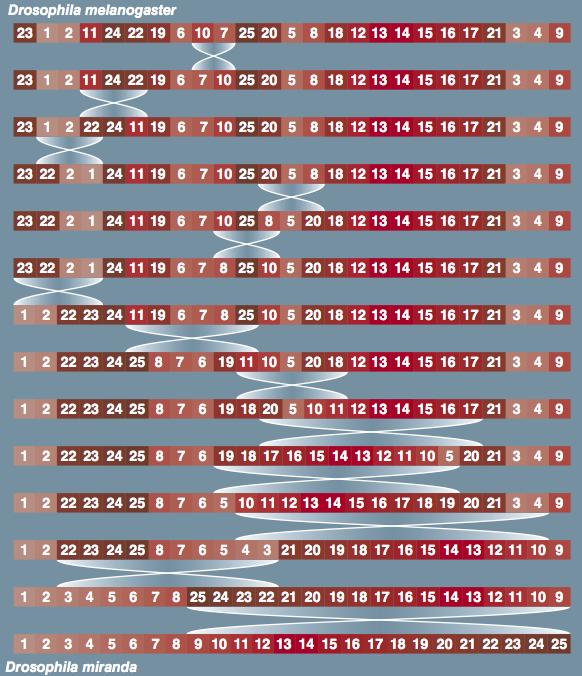 Drosophila melanogaster
23 1 2 11 24 22 19 6 10 7 25 20 5 8 18 12 13 14 15 16 17 21 3 4 9
23 1 2 11 24 22 19 6 7 10 25 20 5 8 18 12 13 14 15 16 17 21 3 4 9
23 1 2 22 24 11 19 6 7 10 25 20 5 8 18 12 13 14 15 16 17 21 3 4 9
23 22 2 1 24 11 19 6 7 10 25 20 5 8 18 12 13 14 15 16 17 21 3 4 9
23 22 2 1 24 11 19 6 7 10 25 8 5 20 18 12 13 14 15 16 17 21 3 4 9
23 22 2 1 24 11 19 6 7 8 25 10 5 20 18 12 13 14 15 16 17 21 3 4 9
1 2 22 23 24 11 19 6 7 8 25 10 5 20 18 12 13 14 15 16 17 21 3 4 9
1 2 22 23 24 25 8 7 6 19 11 10 5 20 18 12 13 14 15 16 17 21 3 4 9
1 2 22 23 24 25 8 7 6 19 18 20 5 10 11 12 13 14 15 16 17 21 3 4 9
1 2 22 23 24 25 8 7 6 19 18 17 16 15 14 13 12 11 10 5 20 21 3 4 9
1 2 22 23 24 25 8 7 6 5 10 11 12 13 14 15 16 17 18 19 20 21 3 4 9
1 2 22 23 24 25 8 7 6 5 4 3 21 20 19 18 17 16 15 14 13 12 11 10 9
1 2 3 4 5 6 7 8 25 24 23 22 21 20 19 18 17 16 15 14 13 12 11 10 9
1 2 3 4 5 6 7 8 9 10 11 12 13 14 15 16 17 18 19 20 21 22 23 24 25
Drosophila miranda